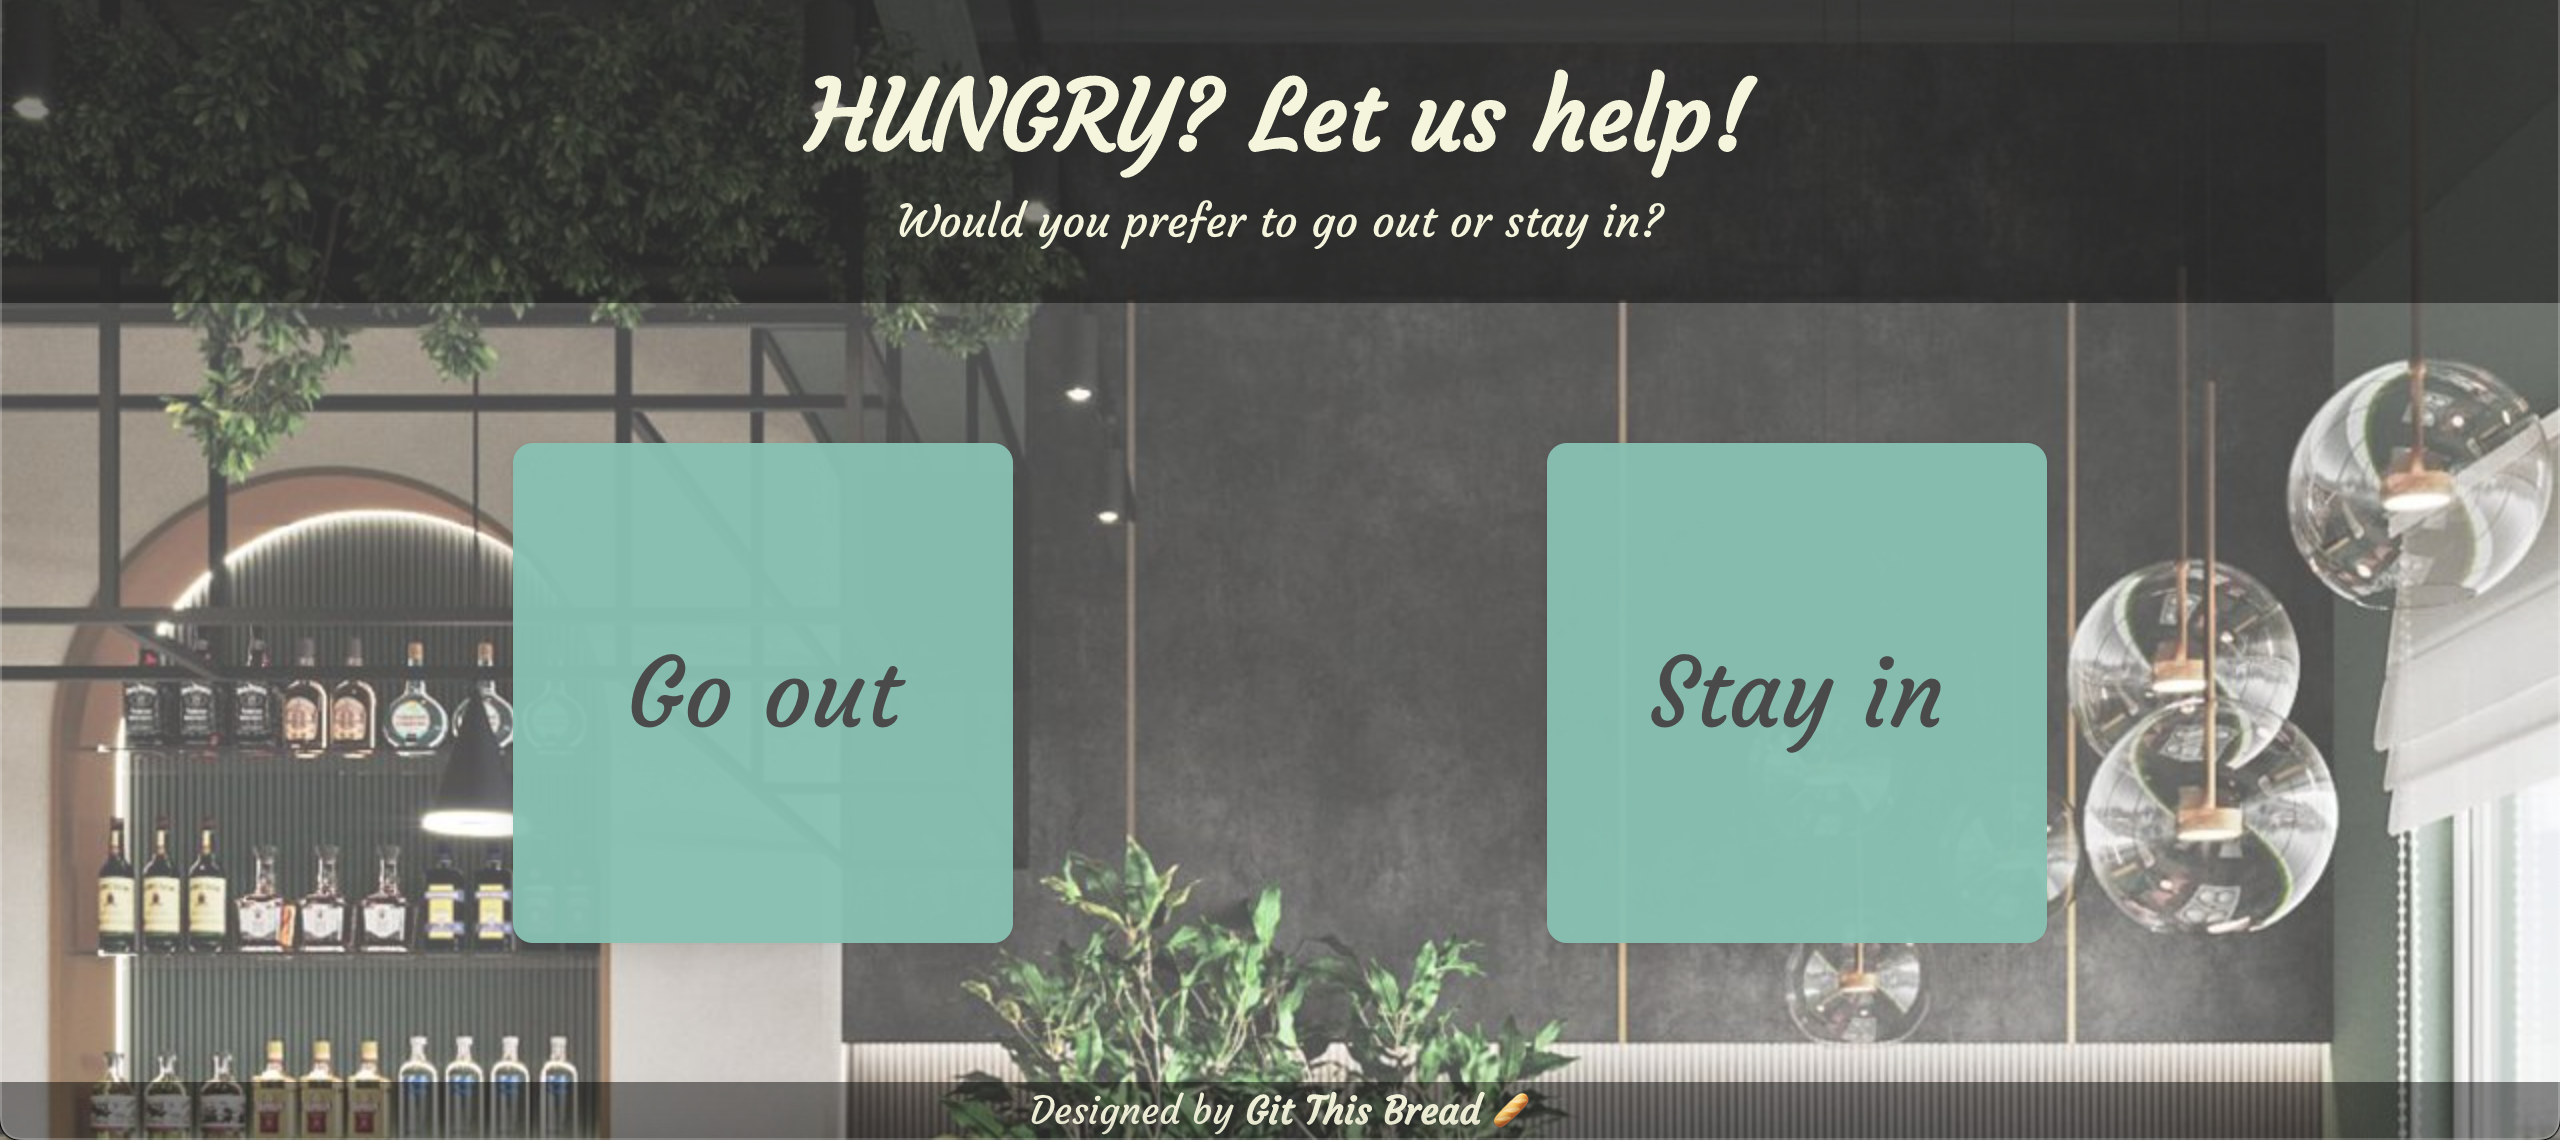 HUNGRY? Let us help!
Would you prefer to go out or stay in?
Go out
Stay in
Designed by Git This Bread 🥖